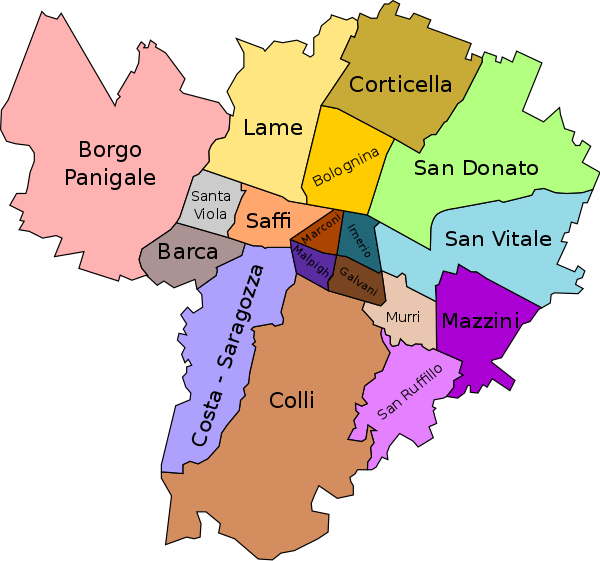 Corticella
Lame
Borgo
Panigale
Bolognina
San Donato
Santa
Viola
Saffi
Marconi
Irnerio
San Vitale
Barca
Malpighi
Galvani
Murri
Mazzini
Costa - Saragozza
San Ruffillo
Colli